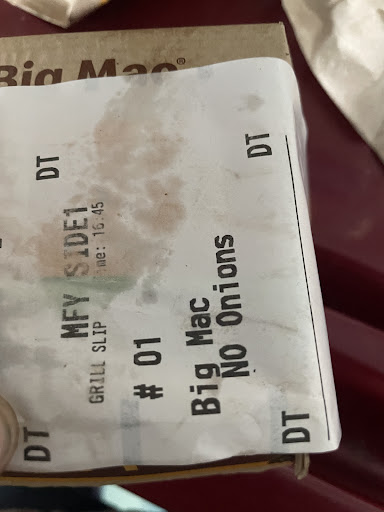 Big Mac®
DT DT
MFY SIDE1
GRILL SLIP me: 16:45
# 01
Big Mac
NO Onions
DT DT